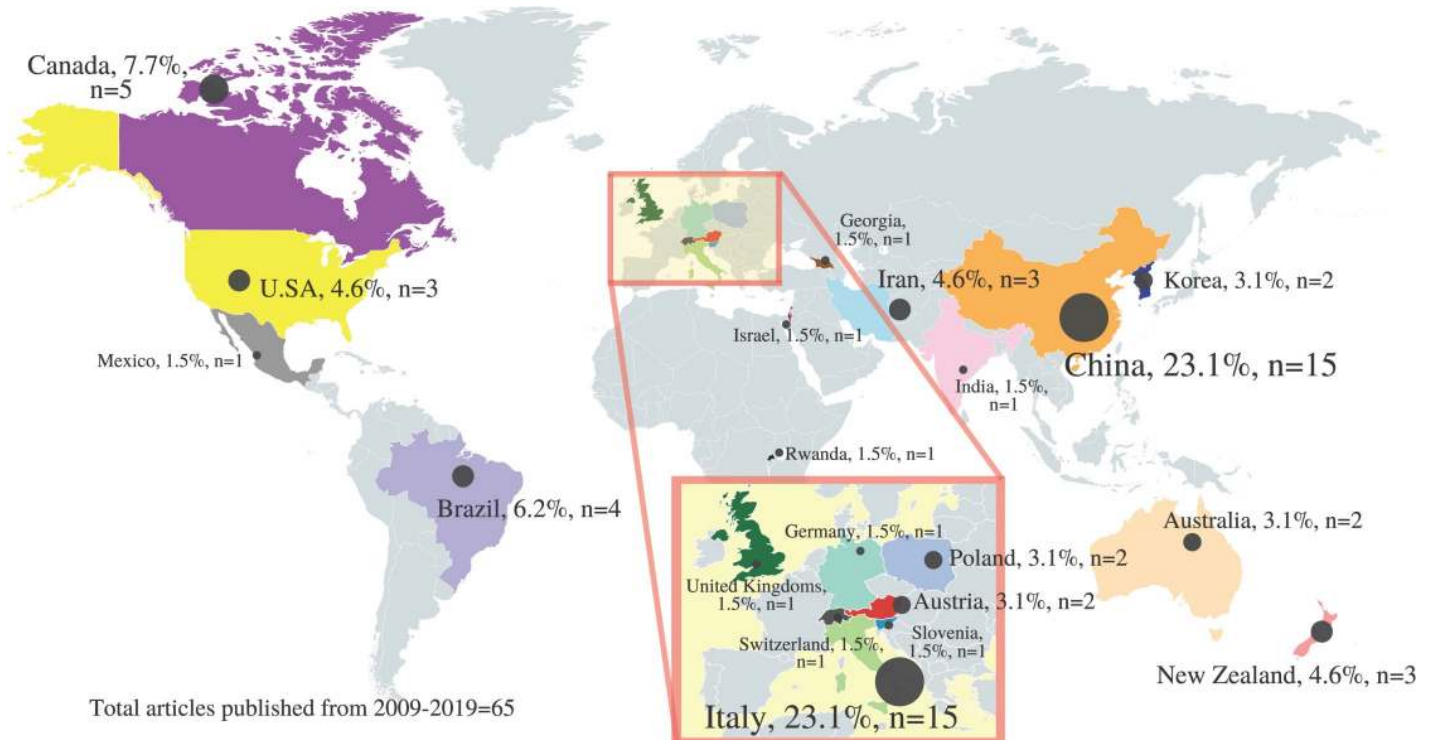 Canada, 7.7%,
n=5
U.SA, 4.6%, n=3
Mexico, 1.5%, n=1
Brazil, 6.2%, n=4
Georgia,
1.5%, n=1
Iran, 4.6%, n=3
Korea, 3.1%, n=2
Israel, 1.5%, n=1
China, 23.1%, n=15
India, 1.5%,
n=1
Rwanda, 1.5%, n=1
Australia, 3.1%, n=2
New Zealand, 4.6%, n=3
Germany, 1.5%, n=1
Poland, 3.1%, n=2
United Kingdoms,
1.5%, n=1
Austria, 3.1%, n=2
Switzerland, 1.5%,
n=1
Slovenia,
1.5%, n=1
Italy, 23.1%, n=15
Total articles published from 2009-2019=65